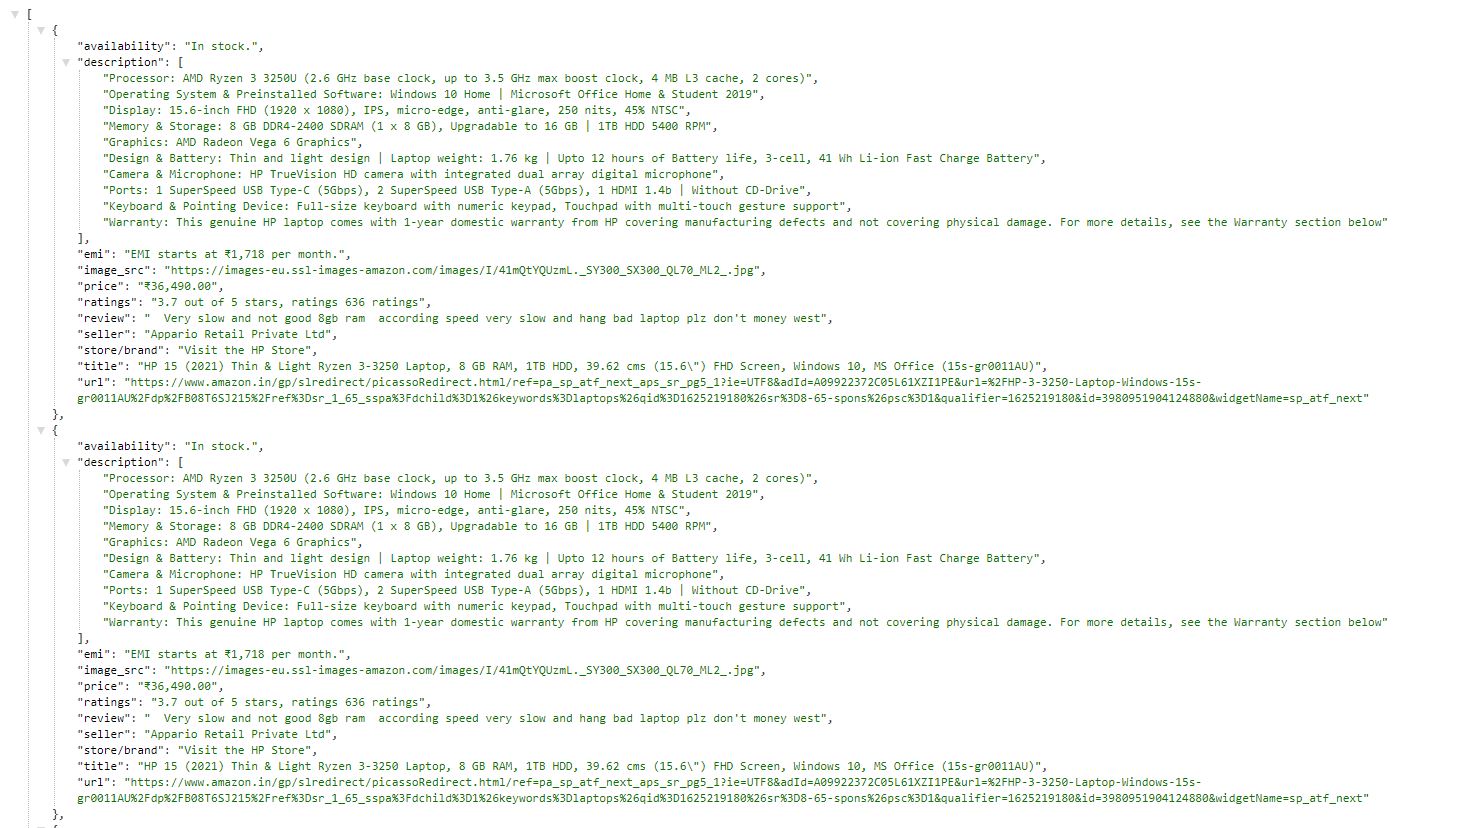 [
{
"availability": "In stock.",
"description": [
"Processor: AMD Ryzen 3 3250U (2.6 GHz base clock, up to 3.5 GHz max boost clock, 4 MB L3 cache, 2 cores)",
"Operating System & Preinstalled Software: Windows 10 Home | Microsoft Office Home & Student 2019",
"Display: 15.6-inch FHD (1920 x 1080), IPS, micro-edge, anti-glare, 250 nits, 45% NTSC",
"Memory & Storage: 8 GB DDR4-2400 SDRAM (1 x 8 GB), Upgradable to 16 GB | 1TB HDD 5400 RPM",
"Graphics: AMD Radeon Vega 6 Graphics",
"Design & Battery: Thin and light design | Laptop weight: 1.76 kg | Upto 12 hours of Battery life, 3-cell, 41 Wh Li-ion Fast Charge Battery",
"Camera & Microphone: HP TrueVision HD camera with integrated dual array digital microphone",
"Ports: 1 SuperSpeed USB Type-C (5Gbps), 2 SuperSpeed USB Type-A (5Gbps), 1 HDMI 1.4b | Without CD-Drive",
"Keyboard & Pointing Device: Full-size keyboard with numeric keypad, Touchpad with multi-touch gesture support",
"Warranty: This genuine HP laptop comes with 1-year domestic warranty from HP covering manufacturing defects and not covering physical damage. For more details, see the Warranty section below"
],
"emi": "EMI starts at ₹1,718 per month.",
"image_src": "https://images-eu.ssl-images-amazon.com/images/I/41mQtYQUzmL._SY300_SX300_QL70_ML2_.jpg",
"price": "₹36,490.00",
"ratings": "3.7 out of 5 stars, ratings 636 ratings",
"review": "  Very slow and not good 8gb ram  according speed very slow and hang bad laptop plz don't money west",
"seller": "Appario Retail Private Ltd",
"store/brand": "Visit the HP Store",
"title": "HP 15 (2021) Thin & Light Ryzen 3-3250 Laptop, 8 GB RAM, 1TB HDD, 39.62 cms (15.6\") FHD Screen, Windows 10, MS Office (15s-gr0011AU)",
"url": "https://www.amazon.in/gp/slredirect/picassoRedirect.html/ref=pa_sp_atf_next_aps_sr_pg5_1?ie=UTF8&adId=A09922372C05L61XZI1PE&url=%2FHP-3-3250-Laptop-Windows-15s-
gr0011AU%2Fdp%2FB08T6SJ215%2Fref%3Dsr_1_65_sspa%3Fdchild%3D1%26keywords%3Dlaptops%26qid%3D1625219180%26sr%3D8-65-spons%26psc%3D1&qualifier=1625219180&id=3980951904124880&widgetName=sp_atf_next"
},
{
"availability": "In stock.",
"description": [
"Processor: AMD Ryzen 3 3250U (2.6 GHz base clock, up to 3.5 GHz max boost clock, 4 MB L3 cache, 2 cores)",
"Operating System & Preinstalled Software: Windows 10 Home | Microsoft Office Home & Student 2019",
"Display: 15.6-inch FHD (1920 x 1080), IPS, micro-edge, anti-glare, 250 nits, 45% NTSC",
"Memory & Storage: 8 GB DDR4-2400 SDRAM (1 x 8 GB), Upgradable to 16 GB | 1TB HDD 5400 RPM",
"Graphics: AMD Radeon Vega 6 Graphics",
"Design & Battery: Thin and light design | Laptop weight: 1.76 kg | Upto 12 hours of Battery life, 3-cell, 41 Wh Li-ion Fast Charge Battery",
"Camera & Microphone: HP TrueVision HD camera with integrated dual array digital microphone",
"Ports: 1 SuperSpeed USB Type-C (5Gbps), 2 SuperSpeed USB Type-A (5Gbps), 1 HDMI 1.4b | Without CD-Drive",
"Keyboard & Pointing Device: Full-size keyboard with numeric keypad, Touchpad with multi-touch gesture support",
"Warranty: This genuine HP laptop comes with 1-year domestic warranty from HP covering manufacturing defects and not covering physical damage. For more details, see the Warranty section below"
],
"emi": "EMI starts at ₹1,718 per month.",
"image_src": "https://images-eu.ssl-images-amazon.com/images/I/41mQtYQUzmL._SY300_SX300_QL70_ML2_.jpg",
"price": "₹36,490.00",
"ratings": "3.7 out of 5 stars, ratings 636 ratings",
"review": "  Very slow and not good 8gb ram  according speed very slow and hang bad laptop plz don't money west",
"seller": "Appario Retail Private Ltd",
"store/brand": "Visit the HP Store",
"title": "HP 15 (2021) Thin & Light Ryzen 3-3250 Laptop, 8 GB RAM, 1TB HDD, 39.62 cms (15.6\") FHD Screen, Windows 10, MS Office (15s-gr0011AU)",
"url": "https://www.amazon.in/gp/slredirect/picassoRedirect.html/ref=pa_sp_atf_next_aps_sr_pg5_1?ie=UTF8&adId=A09922372C05L61XZI1PE&url=%2FHP-3-3250-Laptop-Windows-15s-
gr0011AU%2Fdp%2FB08T6SJ215%2Fref%3Dsr_1_65_sspa%3Fdchild%3D1%26keywords%3Dlaptops%26qid%3D1625219180%26sr%3D8-65-spons%26psc%3D1&qualifier=1625219180&id=3980951904124880&widgetName=sp_atf_next"
},
{